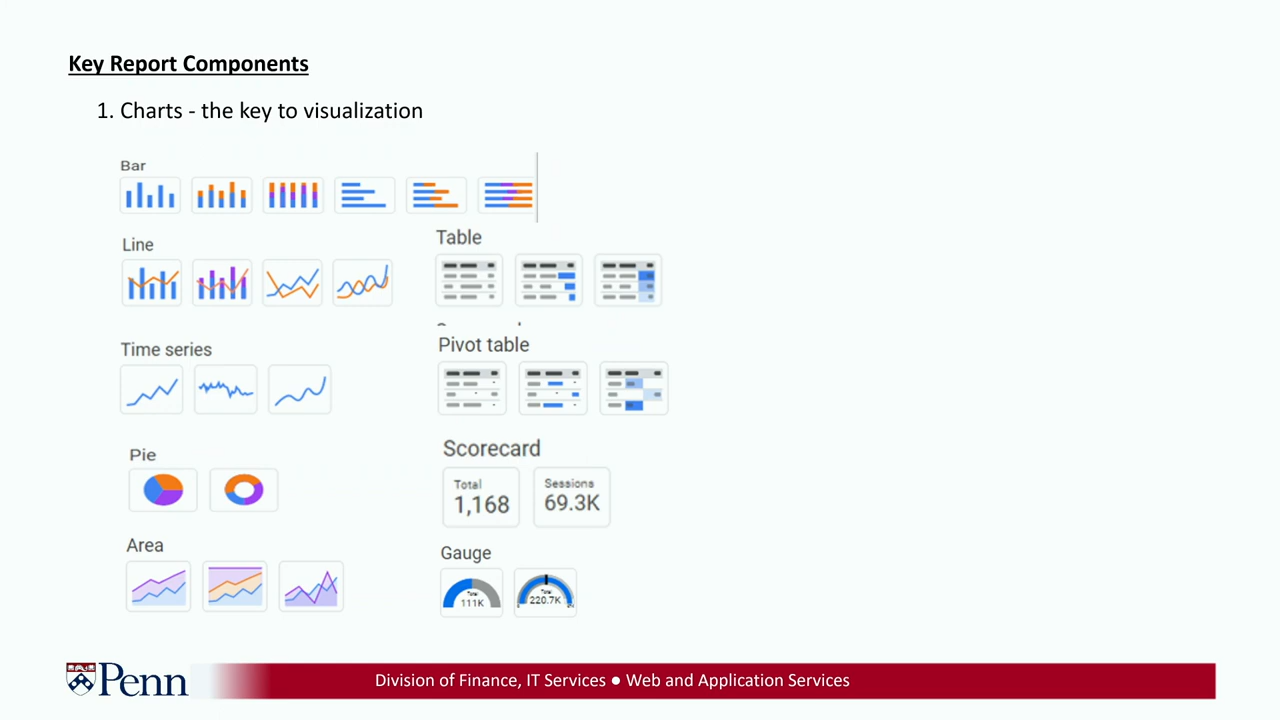 Key Report Components
1. Charts - the key to visualization
Bar
Line
Time series
Pie
Area
Table
Pivot table
Scorecard
Total
1,168
Sessions
69.3K
Gauge
Total
111K
Total
220.7K
Penn
Division of Finance, IT Services ● Web and Application Services